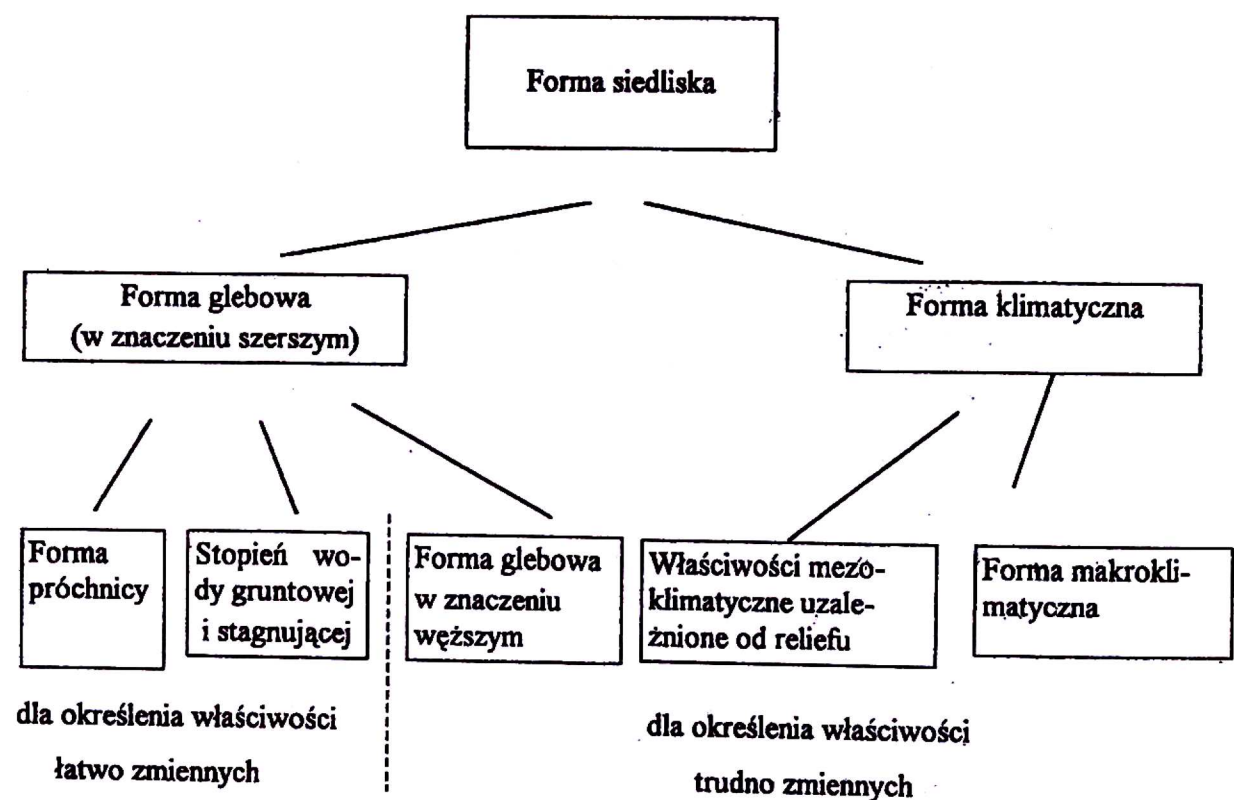 Forma siedliska
Forma glebowa
(w znaczeniu szerszym)
Forma klimatyczna
Forma
próchnicy
Stopień wo-
dy gruntowej
i stagnującej
Forma glebowa
w znaczeniu
węższym
Właściwości mezo-
klimatyczne uzale-
żnione od reliefu
Forma makrokli-
matyczna
dla określenia właściwości
łatwo zmiennych
dla określenia właściwości
trudno zmiennych